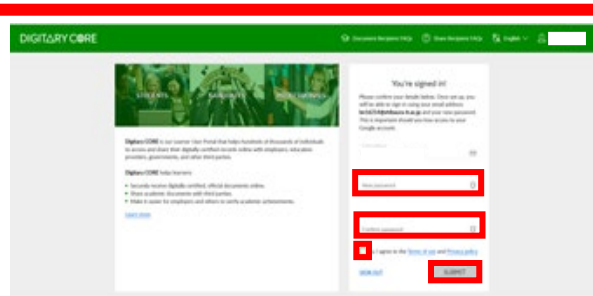 DIGITARY CORE
Document Recipient FAQs
Share Recipient FAQs
English
STUDENTS
Digitary CORE is our Learner User Portal that helps hundreds of thousands of individuals
to access and share their digitally certified records online with employers, education
providers, governments, and other third parties.
Digitary CORE helps learners:
• Securely receive digitally certified, official documents online.
• Share academic documents with third parties.
• Make it easier for employers and others to verify academic achievements.
Learn more
You're signed in!
Please confirm your details below. Once set up, you
will be able to sign in using your email address
and your new password.
This is important should you lose access to your
Google account.
New password
Confirm password
I agree to the Terms of use and Privacy policy
SIGN OUT
SUBMIT